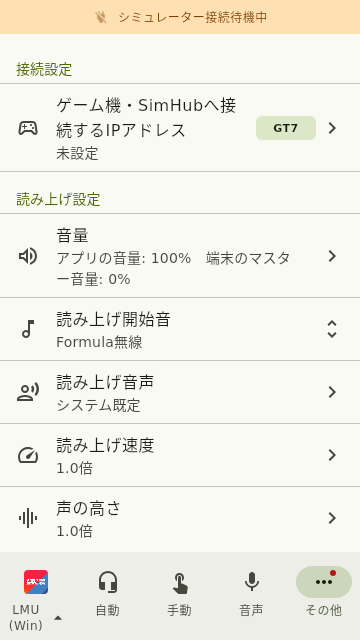 シミュレーター接続待機中
接続設定
ゲーム機・SimHubへ接
続するIPアドレス
未設定
GT7
読み上げ設定
音量
アプリの音量: 100%　端末のマスタ
ー音量: 0%
読み上げ開始音
Formula無線
読み上げ音声
システム既定
読み上げ速度
1.0倍
声の高さ
1.0倍
LMU
(Win)
自動
手動
音声
その他